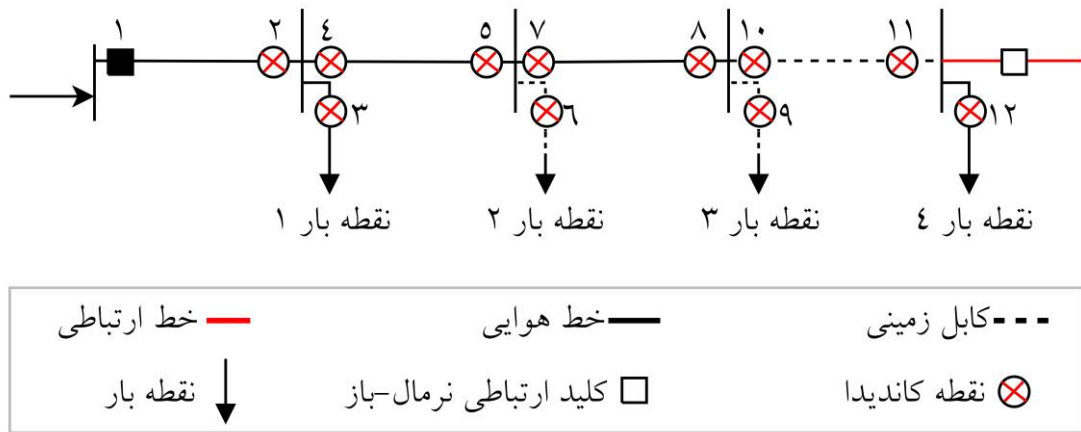 ۱ ۲ ٤ ۵ ۷ ۸ ۱۰ ۱۱
۳ ٦ ۹ ۱۲
نقطه بار ۱ نقطه بار ۲ نقطه بار ۳ نقطه بار ٤
کابل زمینی خط هوایی خط ارتباطی
نقطه کاندیدا کلید ارتباطی نرمال-باز نقطه بار